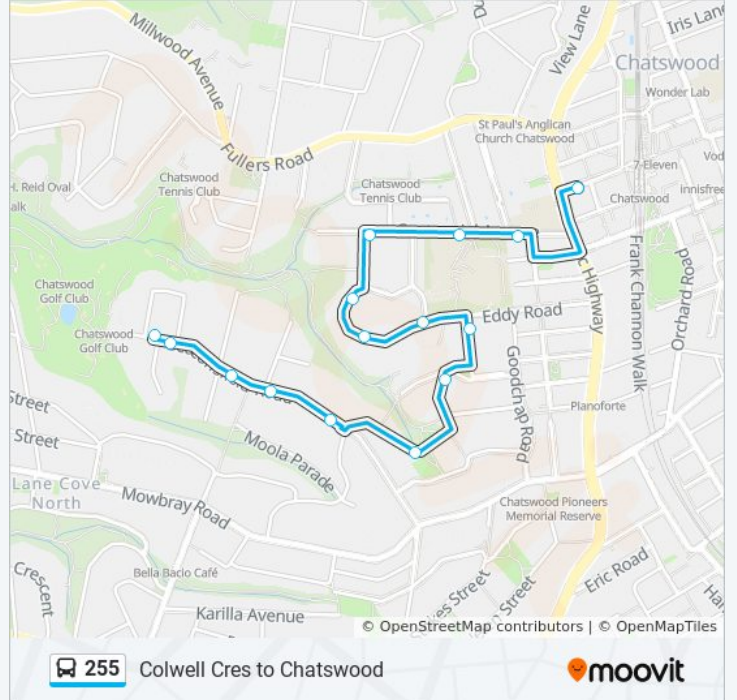 Iris Lane
View Lane
Millwood Avenue
Chatswood
Wonder Lab
St Paul's Anglican
Church Chatswood
Fullers Road
7-Eleven
Chatswood
Tennis Club
Chatswood
Tennis Club
H. Reid Oval
Chatswood
innisfree
Chatswood
Golf Club
Frank Channon Walk
Orchard Road
Highway
Eddy Road
Chatswood
Golf Club
Goodchap Road
Pianoforte
Street
Street
Moola Parade
Lane Cove
North
Mowbray Road
Chatswood Pioneers
Memorial Reserve
Bella Bacio Café
Eric Road
Crescent
Street
Street
Karilla Avenue
© OpenStreetMap contributors | © OpenMapTiles
255 Colwell Cres to Chatswood
moovit